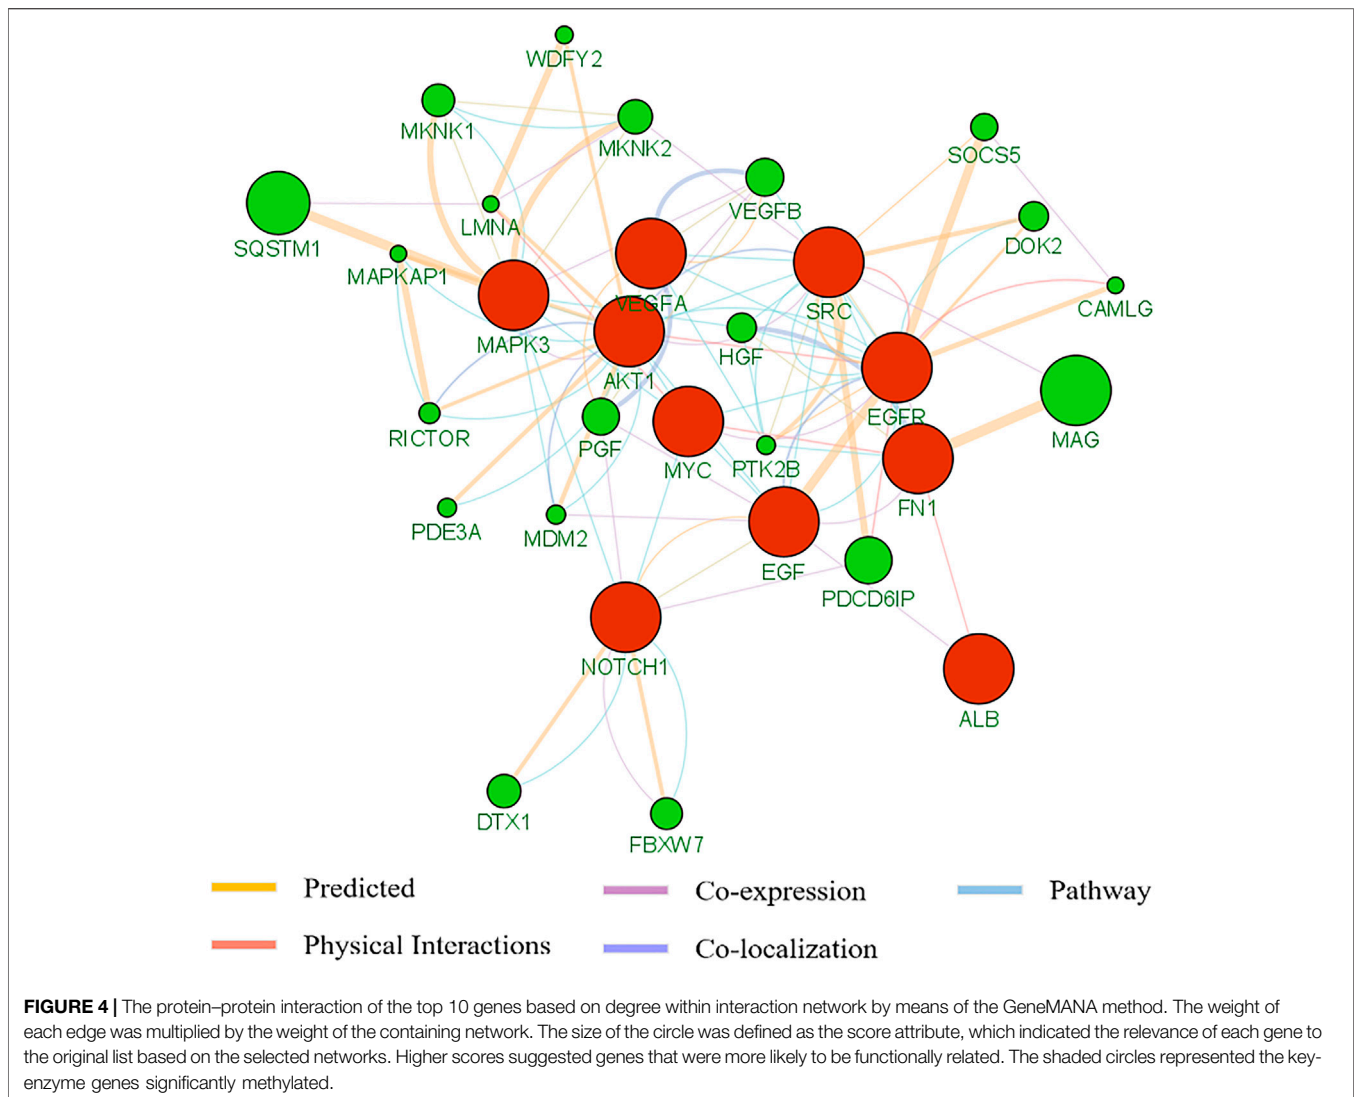 WDFY2
MKNK1
MKNK2
SOCS5
VEGFB
LMNA
SQSTM1
DOK2
MAPKAP1
VEGFA
SRC
CAMLG
MAPK3
HGF
AKT1
EGFR
RICTOR
PGF
MYC
PTK2B
MAG
FN1
PDE3A
MDM2
EGF
PDCD6IP
NOTCH1
ALB
DTX1
FBXW7
Predicted
Co-expression
Pathway
Physical Interactions
Co-localization
FIGURE 4 | The protein–protein interaction of the top 10 genes based on degree within interaction network by means of the GeneMANA method. The weight of
each edge was multiplied by the weight of the containing network. The size of the circle was defined as the score attribute, which indicated the relevance of each gene to
the original list based on the selected networks. Higher scores suggested genes that were more likely to be functionally related. The shaded circles represented the key-
enzyme genes significantly methylated.